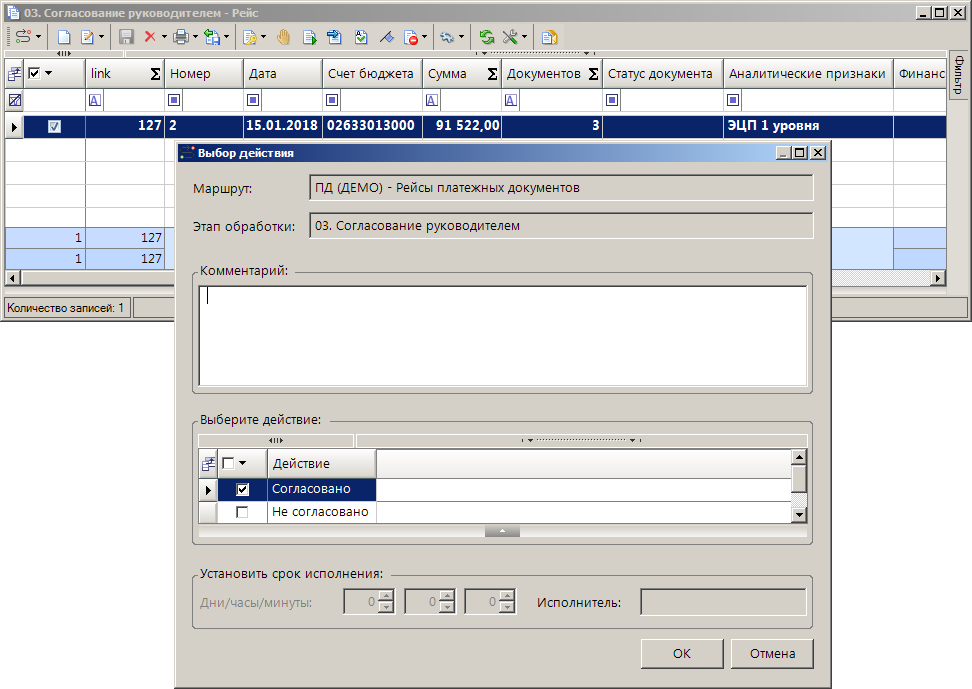 03. Согласование руководителем - Рейс
link Σ Номер Дата Счет бюджета Сумма Σ Документов Σ Статус документа Аналитические признаки Финанс
Фильтр
127 2 15.01.2018 02633013000 91 522,00 3 ЭЦП 1 уровня
1 127
1 127
Количество записей: 1
Выбор действия
Маршрут: ПД (ДЕМО) - Рейсы платежных документов
Этап обработки: 03. Согласование руководителем
Комментарий:
Выберите действие:
Действие
Согласовано
Не согласовано
Установить срок исполнения:
Дни/часы/минуты: 0 0 0 Исполнитель:
OK Отмена